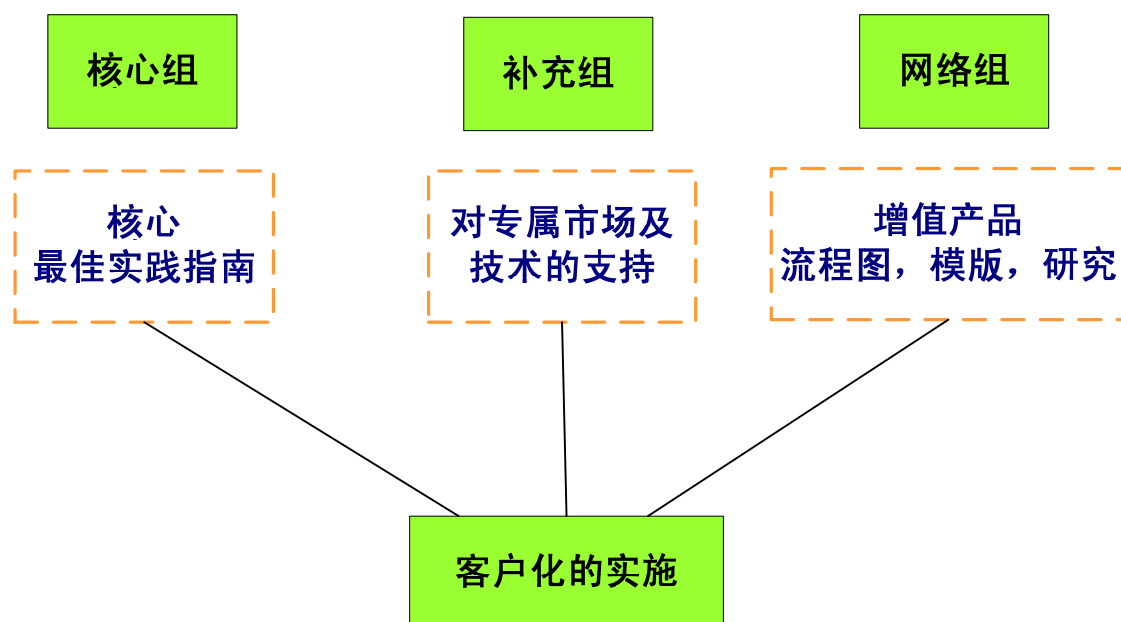 核心组
补充组
网络组
核心
最佳实践指南
对专属市场及
技术的支持
增值产品
流程图，模版，研究
客户化的实施